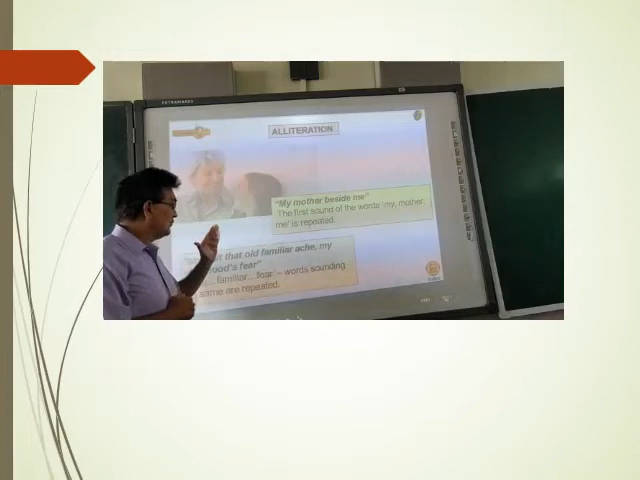 ALLITERATION
"My mother beside me"
The first sound of the words 'my, mother,
me' is repeated.
that old familiar ache, my
fear"
familiar...fear – words sounding
same are repeated.